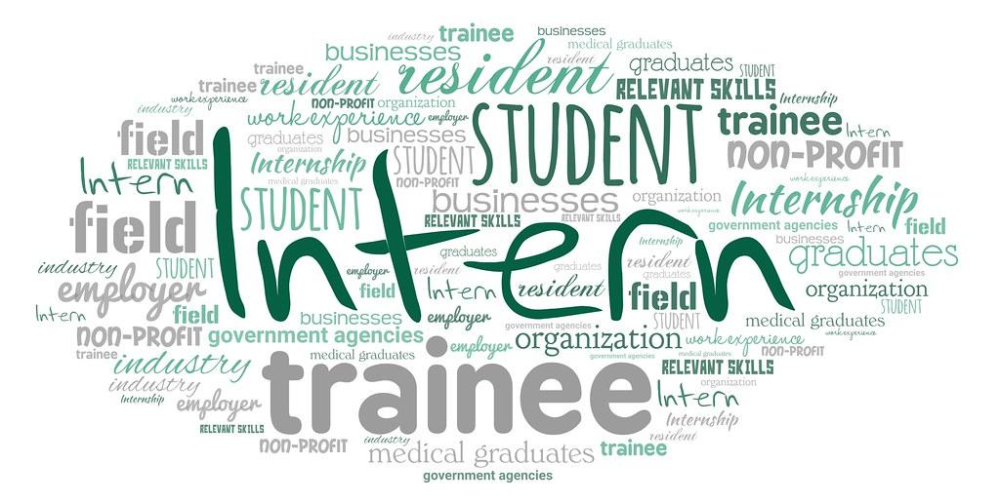 industry trainee businesses
businesses medical graduates
trainee resident graduates STUDENT
trainee resident resident RELEVANT SKILLS
work experience NON-PROFIT organization Internship
industry work experience employer STUDENT trainee Intern
field graduates businesses NON-PROFIT
organization
RELEVANT SKILLS Internship STUDENT
Intern medical graduates NON-PROFIT work experience
STUDENT businesses organization Internship
field RELEVANT SKILLS RELEVANT SKILLS work experience government agencies Intern field
Intern
industry STUDENT graduates Internship businesses graduates
employer resident graduates resident government agencies
employer field Intern resident graduates field organization
Intern field businesses employer STUDENT medical graduates STUDENT
NON-PROFIT government agencies government agencies organization work experience work experience
trainee industry medical graduates employer government agencies medical graduates NON-PROFIT
trainee RELEVANT SKILLS
industry organization
Internship employer Intern
RELEVANT SKILLS Internship
NON-PROFIT industry resident
medical graduates trainee
government agencies